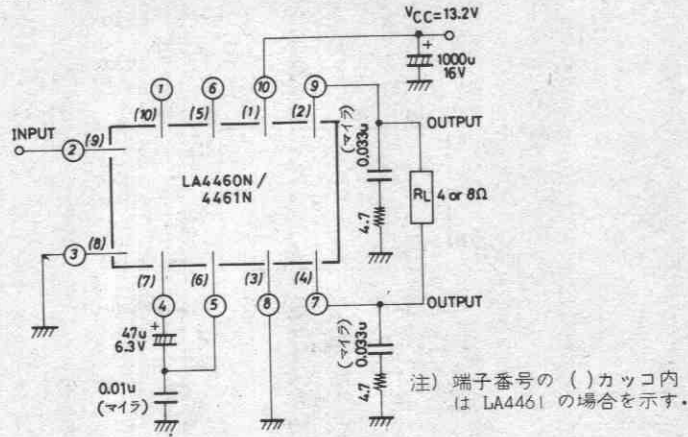 VCC=13.2V
1000u
16V
1
6
10
9
(10)
(5)
(1)
(2)
OUTPUT
INPUT
2
(9)
LA4460N /
4461N
(マイラ)
0.033u
4.7
RL
4 or 8Ω
3
(8)
(7)
(6)
(3)
(4)
4
5
8
7
OUTPUT
47u
6.3V
0.01u
(マイラ)
(マイラ)
0.033u
4.7
注) 端子番号の ( )カッコ内
は LA4461 の場合を示す.